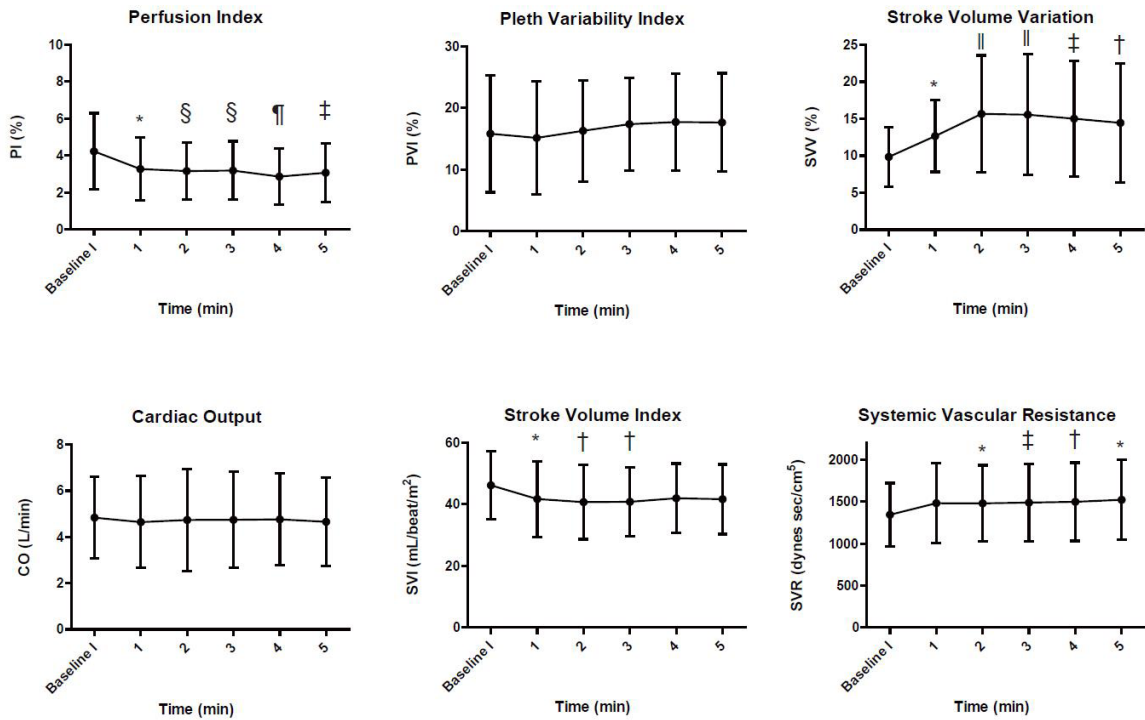 Perfusion Index
10
8
6
4
2
0
PI (%)
* § § ¶ ‡
Baseline I 1 2 3 4 5
Time (min)
Pleth Variability Index
30
20
10
0
PVI (%)
Baseline I 1 2 3 4 5
Time (min)
Stroke Volume Variation
25
20
15
10
5
0
SVV (%)
* ǁ ǁ ‡ †
Baseline I 1 2 3 4 5
Time (min)
Cardiac Output
8
6
4
2
0
CO (L/min)
Baseline I 1 2 3 4 5
Time (min)
Stroke Volume Index
60
40
20
0
SVI (mL/beat/m²)
* † †
Baseline I 1 2 3 4 5
Time (min)
Systemic Vascular Resistance
2000
1500
1000
500
0
SVR (dynes sec/cm⁵)
* ‡ † *
Baseline I 1 2 3 4 5
Time (min)